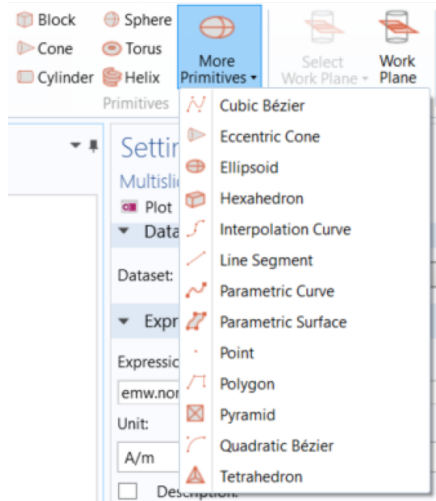 Block
Sphere
Cone
Torus
Cylinder
Helix
More
Primitives
Select
Work Plane
Work
Plane
Primitives
Cubic Bézier
Eccentric Cone
Ellipsoid
Hexahedron
Interpolation Curve
Line Segment
Parametric Curve
Parametric Surface
Point
Polygon
Pyramid
Quadratic Bézier
Tetrahedron
Settin
Multislic
Plot
Data
Dataset:
Expr
Expressic
emw.nor
Unit:
A/m
Description: